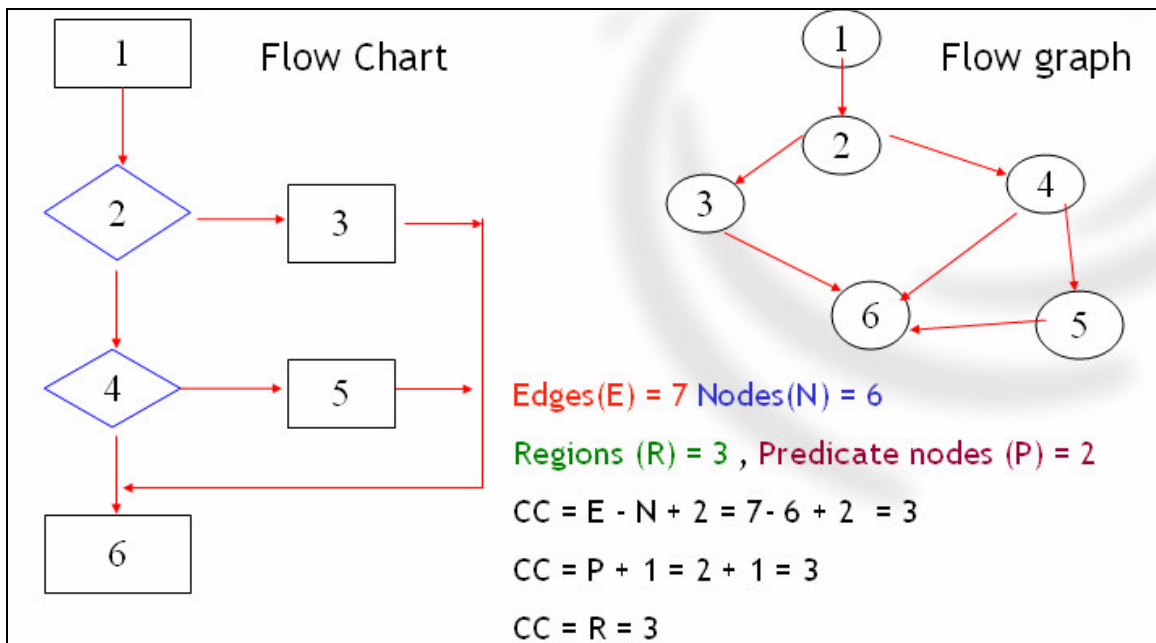 Flow Chart
1
2
3
4
5
6
Flow graph
1
2
3
4
6
5
Edges(E) = 7 Nodes(N) = 6
Regions (R) = 3 , Predicate nodes (P) = 2
CC = E - N + 2 = 7- 6 + 2 = 3
CC = P + 1 = 2 + 1 = 3
CC = R = 3